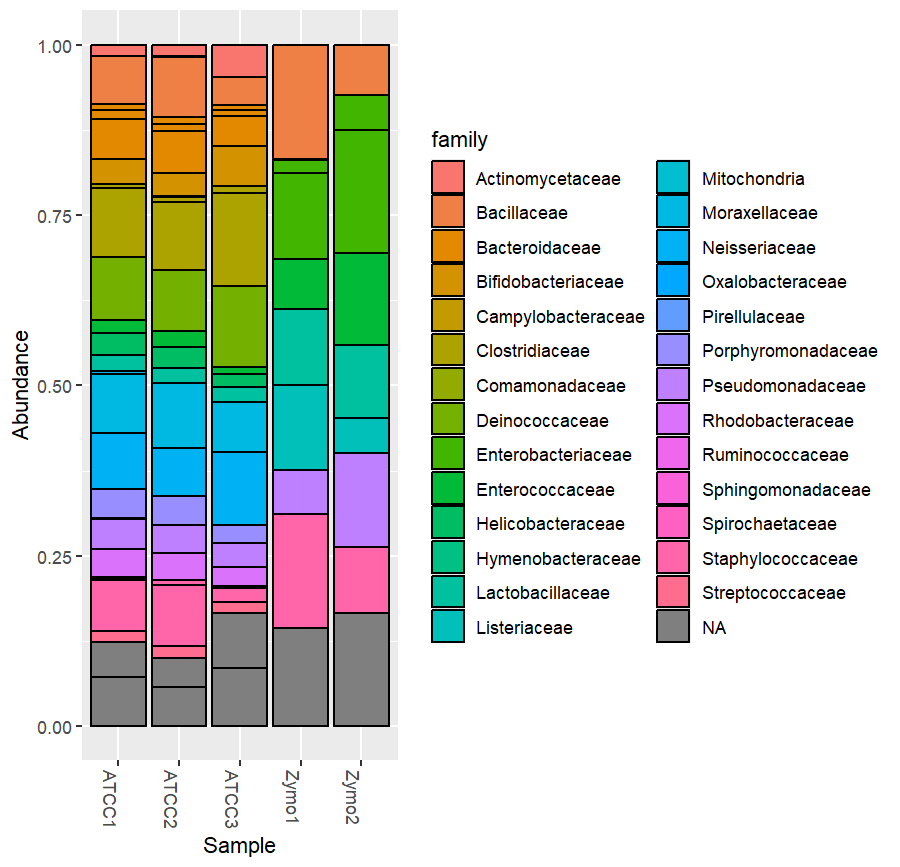 1.00
0.75
0.50
0.25
0.00
Abundance
ATCC1
ATCC2
ATCC3
Zymo1
Zymo2
Sample
family
Actinomycetaceae
Bacillaceae
Bacteroidaceae
Bifidobacteriaceae
Campylobacteraceae
Clostridiaceae
Comamonadaceae
Deinococcaceae
Enterobacteriaceae
Enterococcaceae
Helicobacteraceae
Hymenobacteraceae
Lactobacillaceae
Listeriaceae
Mitochondria
Moraxellaceae
Neisseriaceae
Oxalobacteraceae
Pirellulaceae
Porphyromonadaceae
Pseudomonadaceae
Rhodobacteraceae
Ruminococcaceae
Sphingomonadaceae
Spirochaetaceae
Staphylococcaceae
Streptococcaceae
NA